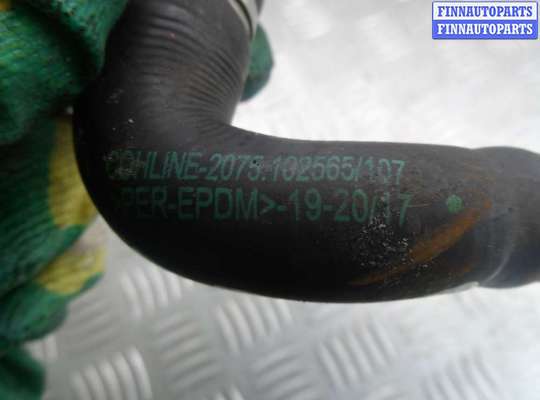 FINNAUTOPARTS
FINNAUTOPARTS
COHLINE-2075.102565/107
PER-EPDM>-19-20/17